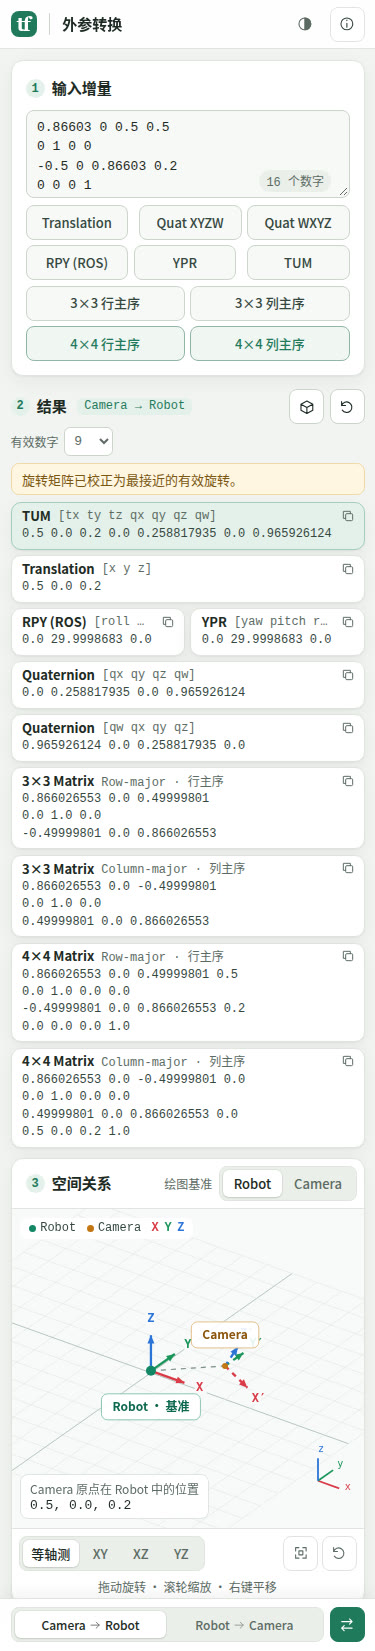 tf 外参转换
1 输入增量
0.86603 0 0.5 0.5
0 1 0 0
-0.5 0 0.86603 0.2
0 0 0 1
16 个数字
Translation Quat XYZW Quat WXYZ
RPY (ROS) YPR TUM
3×3 行主序 3×3 列主序
4×4 行主序 4×4 列主序
2 结果 Camera → Robot
有效数字 9
旋转矩阵已校正为最接近的有效旋转。
TUM [tx ty tz qx qy qz qw]
0.5 0.0 0.2 0.0 0.258817935 0.0 0.965926124
Translation [x y z]
0.5 0.0 0.2
RPY (ROS) [roll …
0.0 29.9998683 0.0
YPR [yaw pitch r…
0.0 29.9998683 0.0
Quaternion [qx qy qz qw]
0.0 0.258817935 0.0 0.965926124
Quaternion [qw qx qy qz]
0.965926124 0.0 0.258817935 0.0
3×3 Matrix Row-major · 行主序
0.866026553 0.0 0.49999801
0.0 1.0 0.0
-0.49999801 0.0 0.866026553
3×3 Matrix Column-major · 列主序
0.866026553 0.0 -0.49999801
0.0 1.0 0.0
0.49999801 0.0 0.866026553
4×4 Matrix Row-major · 行主序
0.866026553 0.0 0.49999801 0.5
0.0 1.0 0.0 0.0
-0.49999801 0.0 0.866026553 0.2
0.0 0.0 0.0 1.0
4×4 Matrix Column-major · 列主序
0.866026553 0.0 -0.49999801 0.0
0.0 1.0 0.0 0.0
0.49999801 0.0 0.866026553 0.0
0.5 0.0 0.2 1.0
3 空间关系 绘图基准 Robot Camera
Robot Camera X Y Z
Z
Y
Camera
X
X′
Robot · 基准
z
y
x
Camera 原点在 Robot 中的位置
0.5, 0.0, 0.2
等轴测 XY XZ YZ
拖动旋转 • 滚轮缩放 • 右键平移
Camera → Robot Robot → Camera